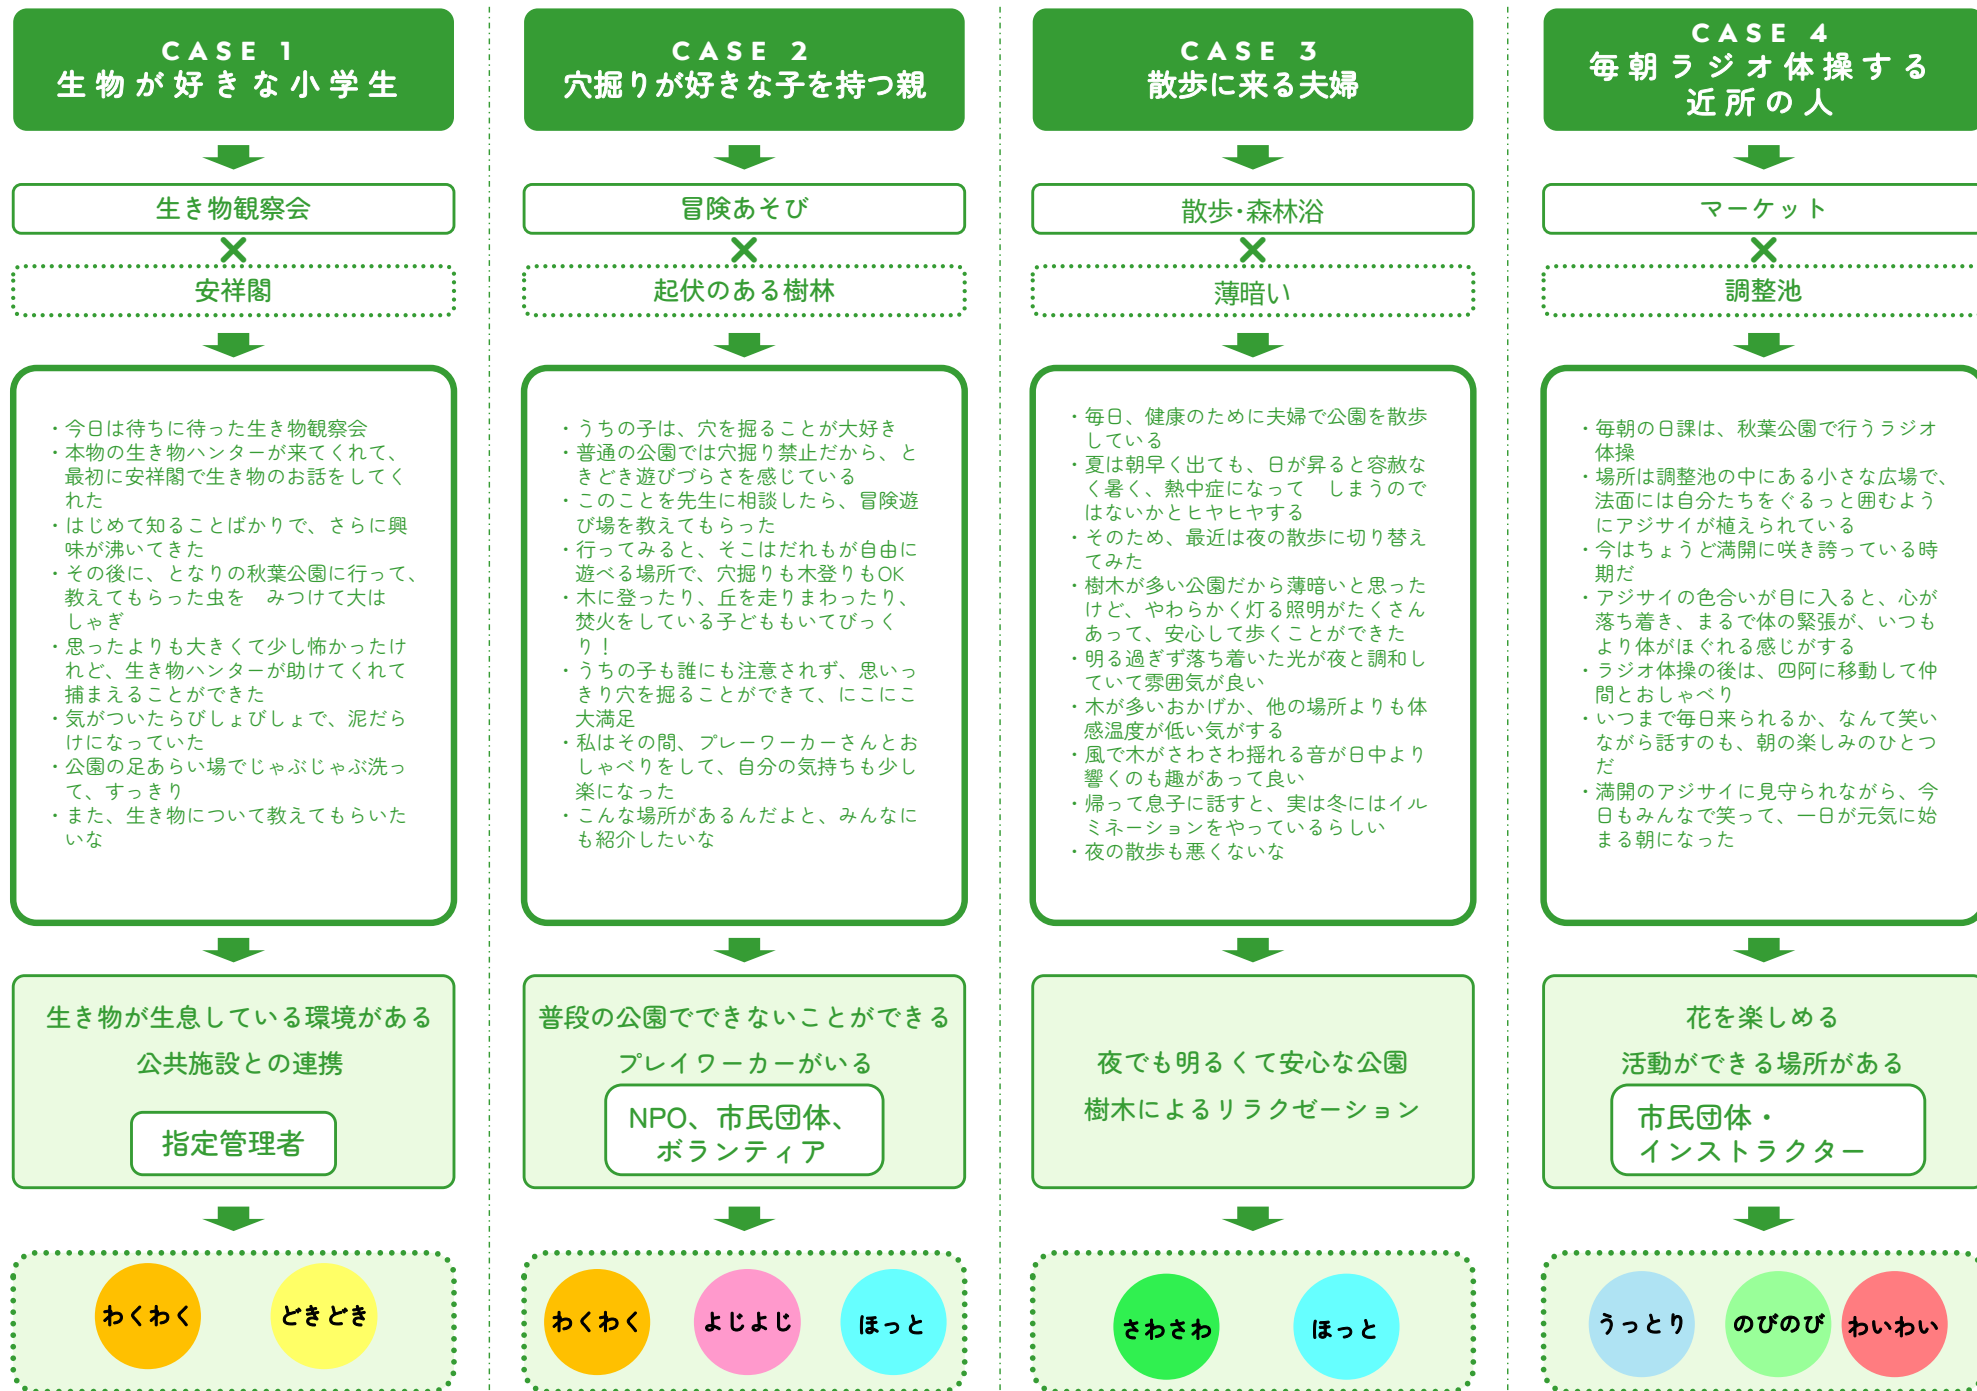 CASE 1
生物が好きな小学生
生き物観察会
安祥閣
・今日は待ちに待った生き物観察会
・本物の生き物ハンターが来てくれて、
最初に安祥閣で生き物のお話をしてく
れた
・はじめて知ることばかりで、さらに興
味が沸いてきた
・その後に、となりの秋葉公園に行って、
教えてもらった虫を　みつけて大は
しゃぎ
・思ったよりも大きくて少し怖かったけ
れど、生き物ハンターが助けてくれて
捕まえることができた
・気がついたらびしょびしょで、泥だら
けになっていた
・公園の足あらい場でじゃぶじゃぶ洗っ
て、すっきり
・また、生き物について教えてもらいた
いな
生き物が生息している環境がある
公共施設との連携
指定管理者
わくわく
どきどき
CASE 2
穴掘りが好きな子を持つ親
冒険あそび
起伏のある樹林
・うちの子は、穴を掘ることが大好き
・普通の公園では穴掘り禁止だから、と
きどき遊びづらさを感じている
・このことを先生に相談したら、冒険遊
び場を教えてもらった
・行ってみると、そこはだれもが自由に
遊べる場所で、穴掘りも木登りもOK
・木に登ったり、丘を走りまわったり、
焚火をしている子どももいてびっく
り！
・うちの子も誰にも注意されず、思いっ
きり穴を掘ることができて、にこにこ
大満足
・私はその間、プレーワーカーさんとお
しゃべりをして、自分の気持ちも少し
楽になった
・こんな場所があるんだよと、みんなに
も紹介したいな
普段の公園でできないことができる
プレイワーカーがいる
NPO、市民団体、
ボランティア
わくわく
よじよじ
ほっと
CASE 3
散歩に来る夫婦
散歩・森林浴
薄暗い
・毎日、健康のために夫婦で公園を散歩
している
・夏は朝早く出ても、日が昇ると容赦な
く暑く、熱中症になって　しまうので
はないかとヒヤヒヤする
・そのため、最近は夜の散歩に切り替え
てみた
・樹木が多い公園だから薄暗いと思った
けど、やわらかく灯る照明がたくさん
あって、安心して歩くことができた
・明る過ぎず落ち着いた光が夜と調和し
ていて雰囲気が良い
・木が多いおかげか、他の場所よりも体
感温度が低い気がする
・風で木がさわさわ揺れる音が日中より
響くのも趣があって良い
・帰って息子に話すと、実は冬にはイル
ミネーションをやっているらしい
・夜の散歩も悪くないな
夜でも明るくて安心な公園
樹木によるリラクゼーション
さわさわ
ほっと
CASE 4
毎朝ラジオ体操する
近所の人
マーケット
調整池
・毎朝の日課は、秋葉公園で行うラジオ
体操
・場所は調整池の中にある小さな広場で、
法面には自分たちをぐるっと囲むよう
にアジサイが植えられている
・今はちょうど満開に咲き誇っている時
期だ
・アジサイの色合いが目に入ると、心が
落ち着き、まるで体の緊張が、いつも
より体がほぐれる感じがする
・ラジオ体操の後は、四阿に移動して仲
間とおしゃべり
・いつまで毎日来られるか、なんて笑い
ながら話すのも、朝の楽しみのひとつ
だ
・満開のアジサイに見守られながら、今
日もみんなで笑って、一日が元気に始
まる朝になった
花を楽しめる
活動ができる場所がある
市民団体・
インストラクター
うっとり
のびのび
わいわい